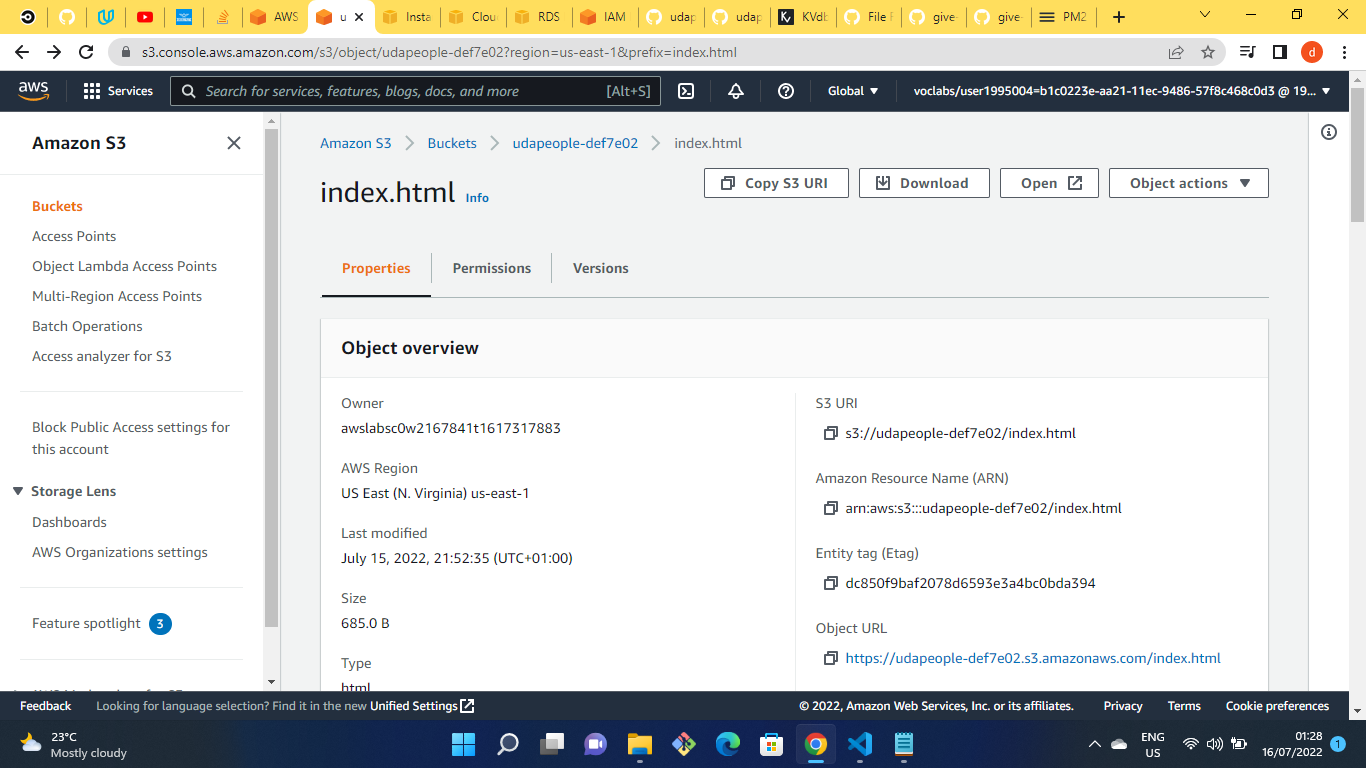 AWS
u
Insta
Clou
RDS
IAM
udap
udap
KVdb
File F
give-
give-
PM2
s3.console.aws.amazon.com/s3/object/udapeople-def7e02?region=us-east-1&prefix=index.html
d
aws
Services
Search for services, features, blogs, docs, and more
[Alt+S]
Global
voclabs/user1995004=b1c0223e-aa21-11ec-9486-57f8c468c0d3 @ 19...
Amazon S3
Buckets
Access Points
Object Lambda Access Points
Multi-Region Access Points
Batch Operations
Access analyzer for S3
Block Public Access settings for
this account
Storage Lens
Dashboards
AWS Organizations settings
Feature spotlight 3
Amazon S3
Buckets
udapeople-def7e02
index.html
index.html Info
Copy S3 URI
Download
Open
Object actions
Properties
Permissions
Versions
Object overview
Owner
awslabsc0w2167841t1617317883
AWS Region
US East (N. Virginia) us-east-1
Last modified
July 15, 2022, 21:52:35 (UTC+01:00)
Size
685.0 B
Type
html
S3 URI
s3://udapeople-def7e02/index.html
Amazon Resource Name (ARN)
arn:aws:s3:::udapeople-def7e02/index.html
Entity tag (Etag)
dc850f9baf2078d6593e3a4bc0bda394
Object URL
https://udapeople-def7e02.s3.amazonaws.com/index.html
Feedback
Looking for language selection? Find it in the new Unified Settings
© 2022, Amazon Web Services, Inc. or its affiliates.
Privacy
Terms
Cookie preferences
23°C
Mostly cloudy
ENG
US
01:28
16/07/2022
1